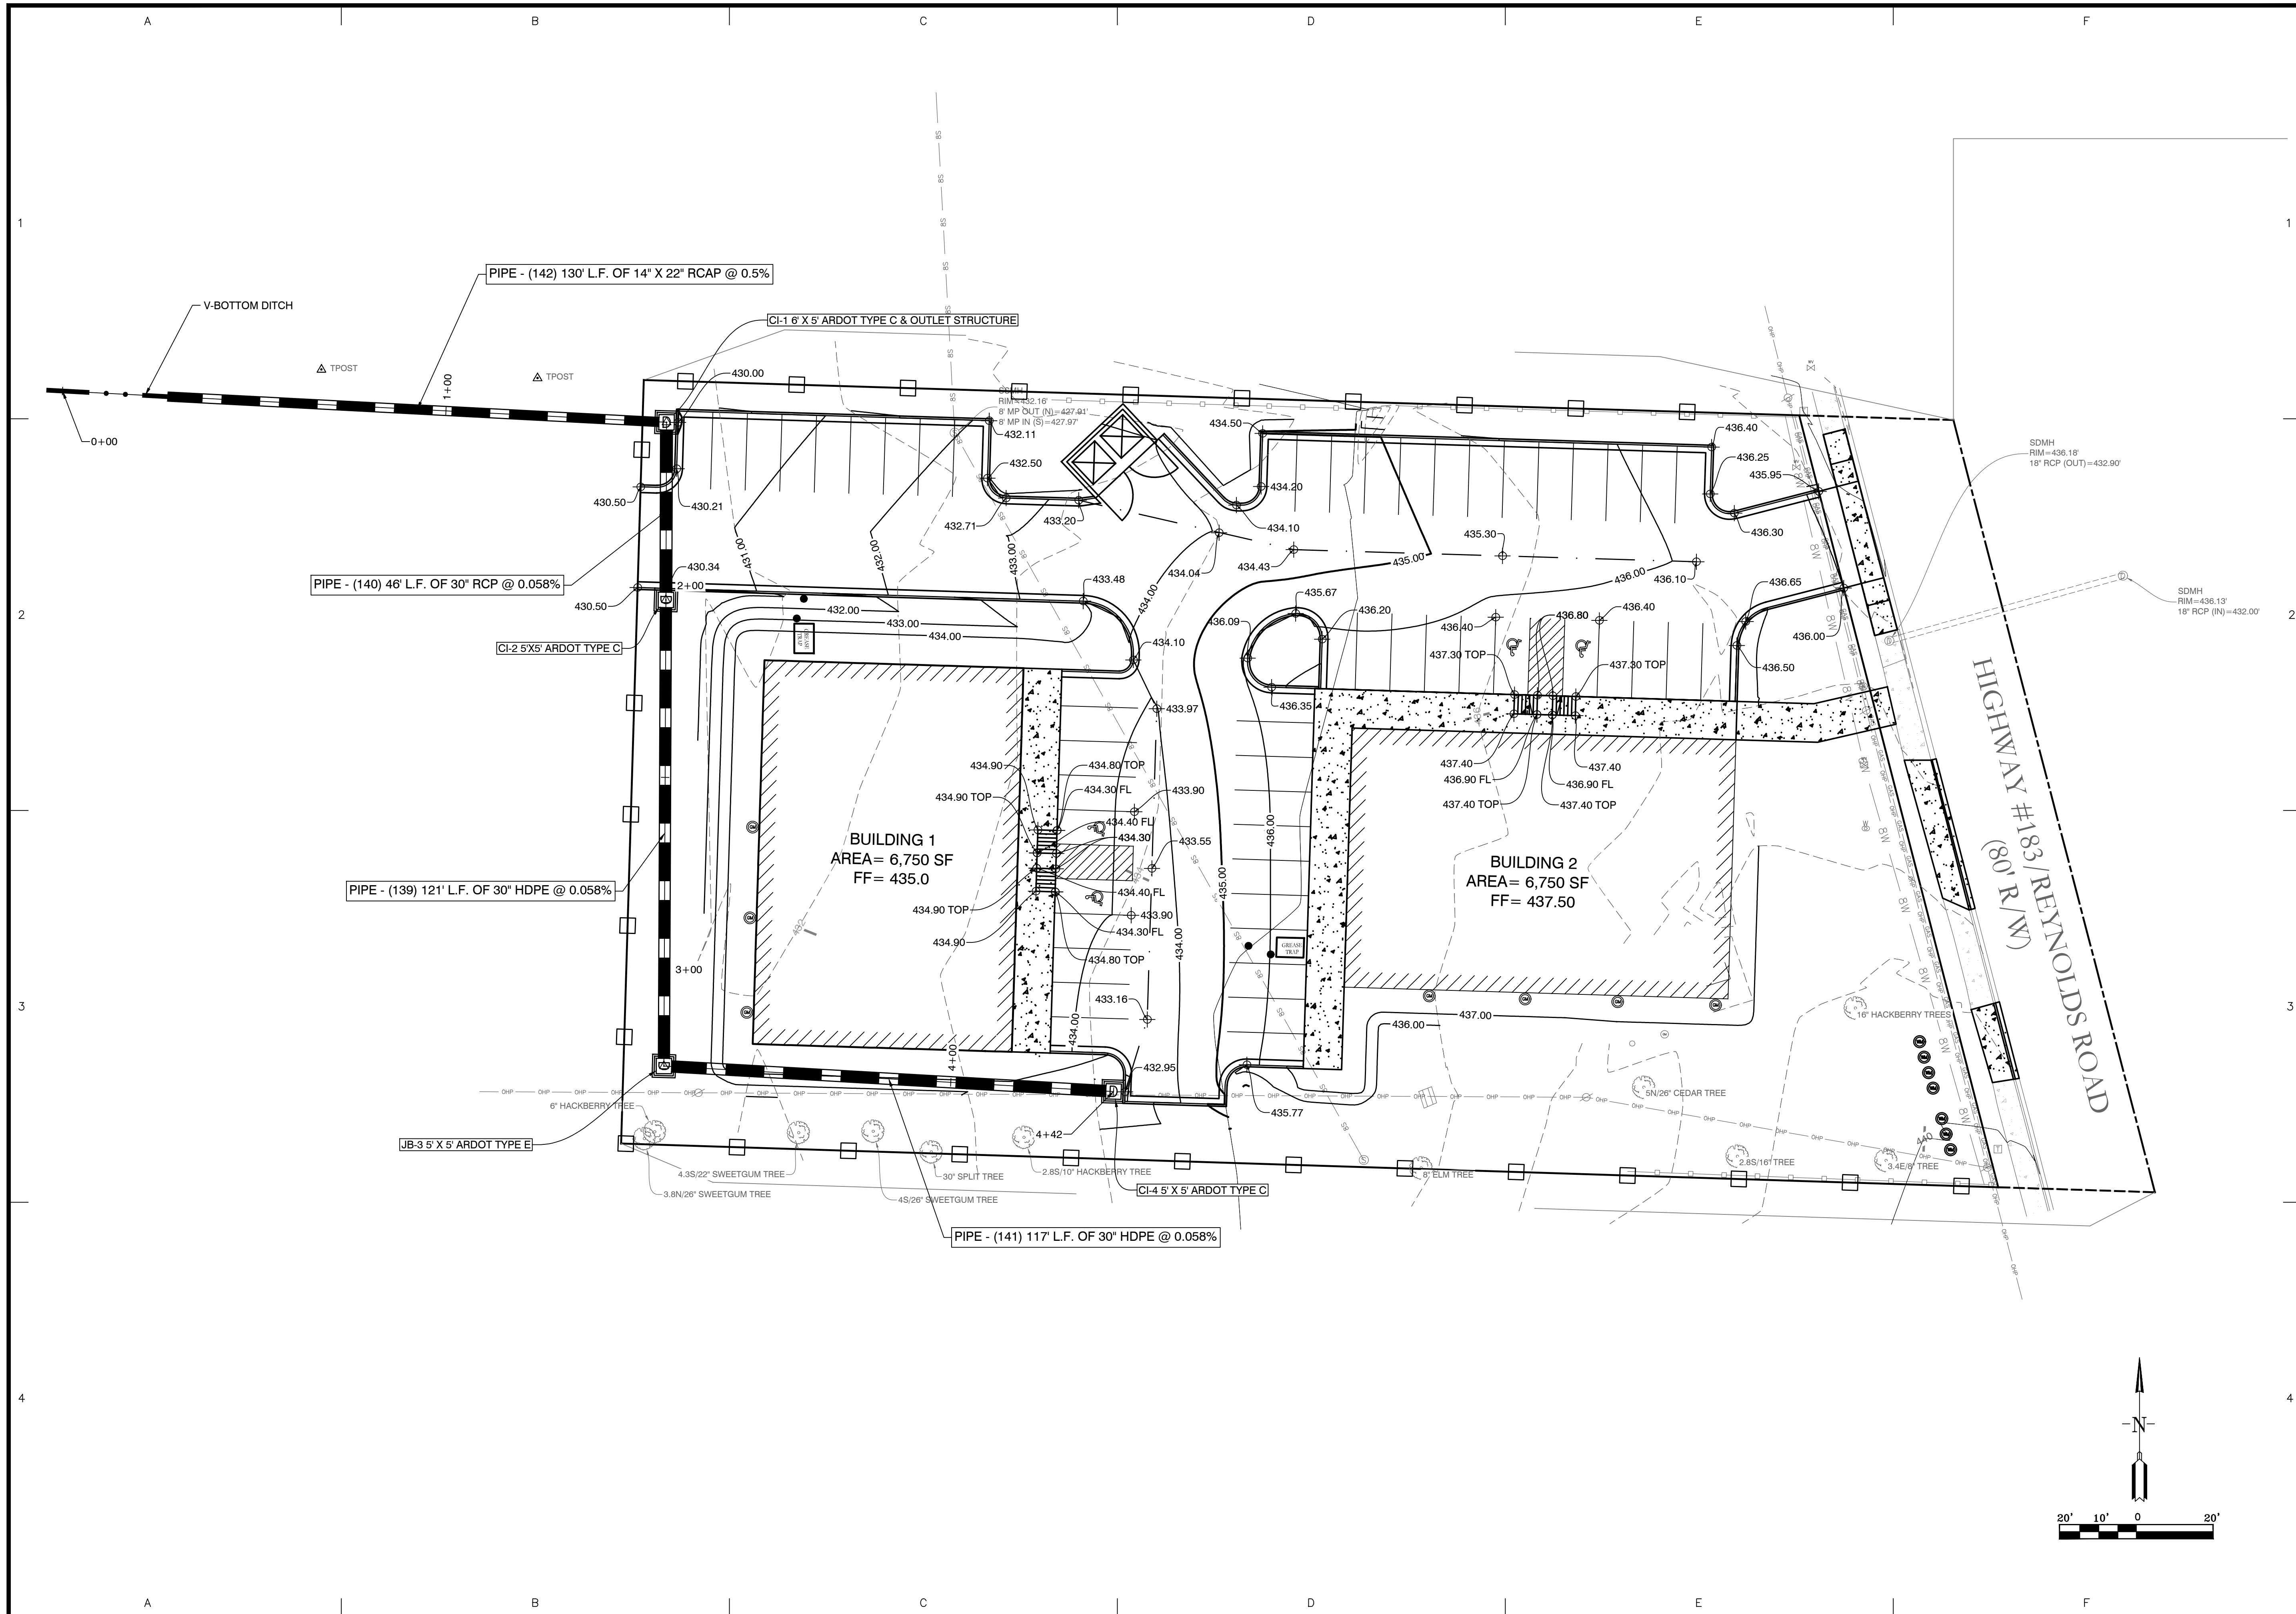 A
B
C
D
E
F
1
1
PIPE - (142) 130' L.F. OF 14" X 22" RCAP @ 0.5%
V-BOTTOM DITCH
CI-1 6' X 5' ARDOT TYPE C & OUTLET STRUCTURE
TPOST
TPOST
1+00
0+00
430.00
SDMH
RIM=432.16'
8' MP OUT (N)=427.91'
8' MP IN (S)=427.97'
432.11
432.50
430.50
430.21
432.71
433.20
434.50
434.20
434.10
434.04
434.43
435.30
436.40
436.25
435.95
436.30
436.10
SDMH
RIM=436.18'
18" RCP (OUT)=432.90'
SDMH
RIM=436.13'
18" RCP (IN)=432.00'
431.00
432.00
433.00
434.00
435.00
436.00
PIPE - (140) 46' L.F. OF 30" RCP @ 0.058%
430.34
2+00
430.50
433.48
2
2
CI-2 5'X5' ARDOT TYPE C
432.00
433.00
434.00
GREASE
TRAP
434.10
435.67
436.09
436.20
436.35
436.40
436.80
436.40
437.30 TOP
437.30 TOP
436.65
436.00
436.50
433.97
434.90
434.80 TOP
434.30 FL
434.90 TOP
434.40 FL
434.30
433.90
433.55
434.40 FL
434.90 TOP
433.90
434.30 FL
434.90
434.80 TOP
433.16
437.40
436.90 FL
437.40 TOP
437.40
436.90 FL
437.40 TOP
BUILDING 1
AREA= 6,750 SF
FF= 435.0
BUILDING 2
AREA= 6,750 SF
FF= 437.50
436.00
435.00
434.00
434.00
HIGHWAY #183/REYNOLDS ROAD
(80' R/W)
PIPE - (139) 121' L.F. OF 30" HDPE @ 0.058%
432
3+00
GREASE
TRAP
3
3
436.00
437.00
16" HACKBERRY TREES
4+00
432.95
435.77
5N/26" CEDAR TREE
6" HACKBERRY TREE
JB-3 5' X 5' ARDOT TYPE E
4+42
440
4.3S/22" SWEETGUM TREE
3.8N/26" SWEETGUM TREE
30" SPLIT TREE
4S/26" SWEETGUM TREE
2.8S/10" HACKBERRY TREE
CI-4 5' X 5' ARDOT TYPE C
8" ELM TREE
2.8S/16" TREE
3.4E/8" TREE
PIPE - (141) 117' L.F. OF 30" HDPE @ 0.058%
4
4
N
20' 10' 0 20'
A
B
C
D
E
F